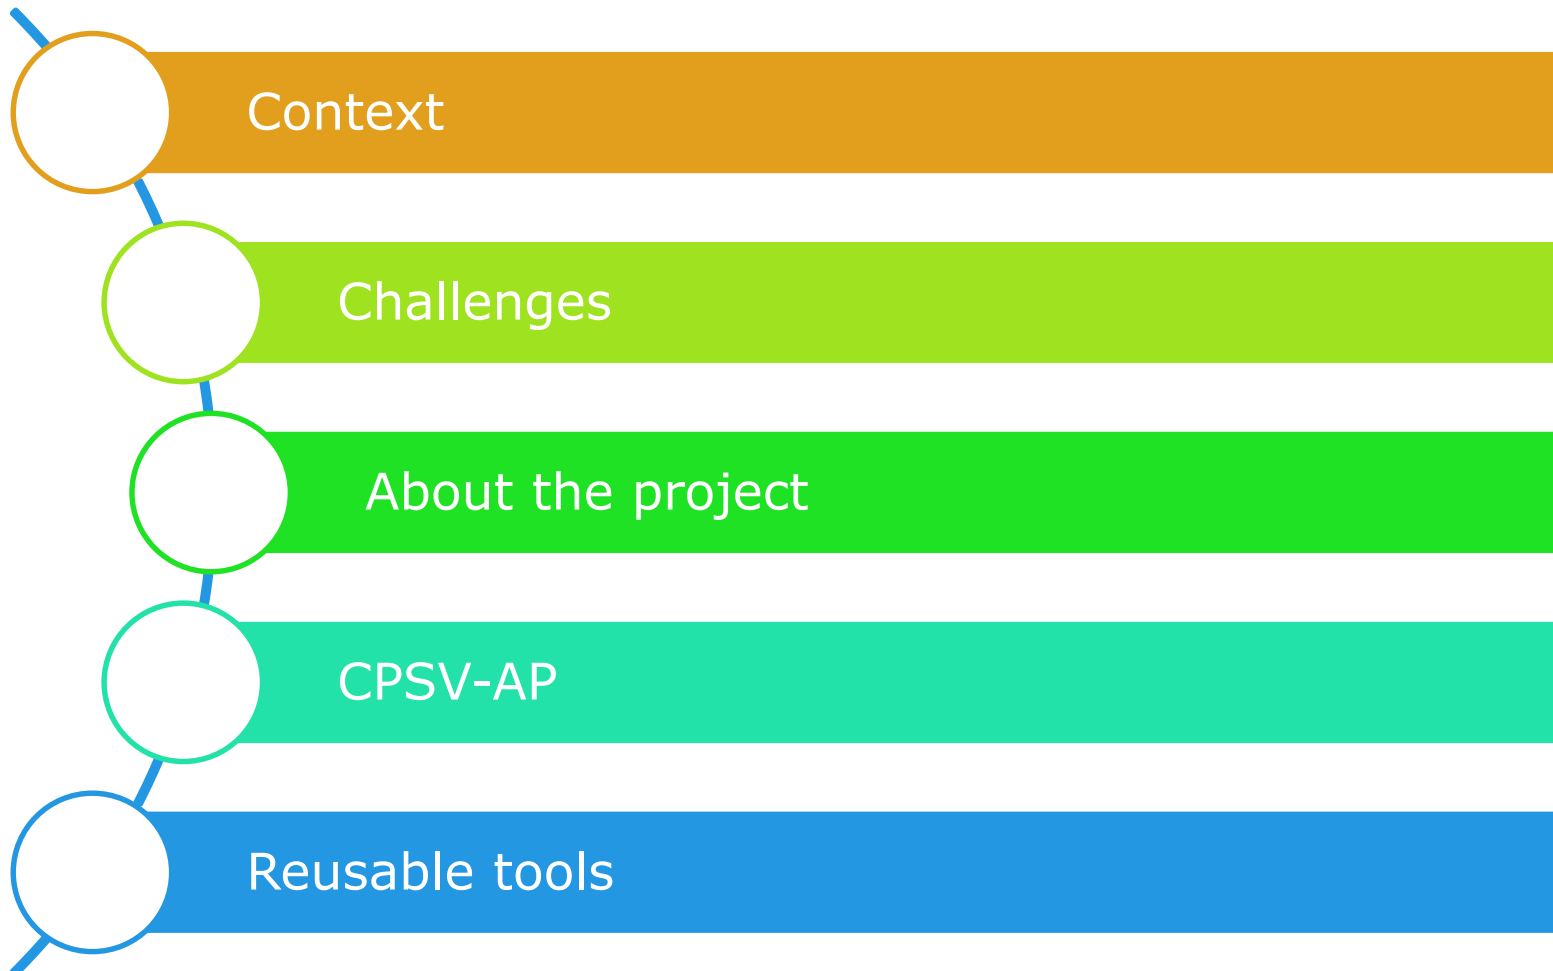 Context
Challenges
About the project
CPSV-AP
Reusable tools